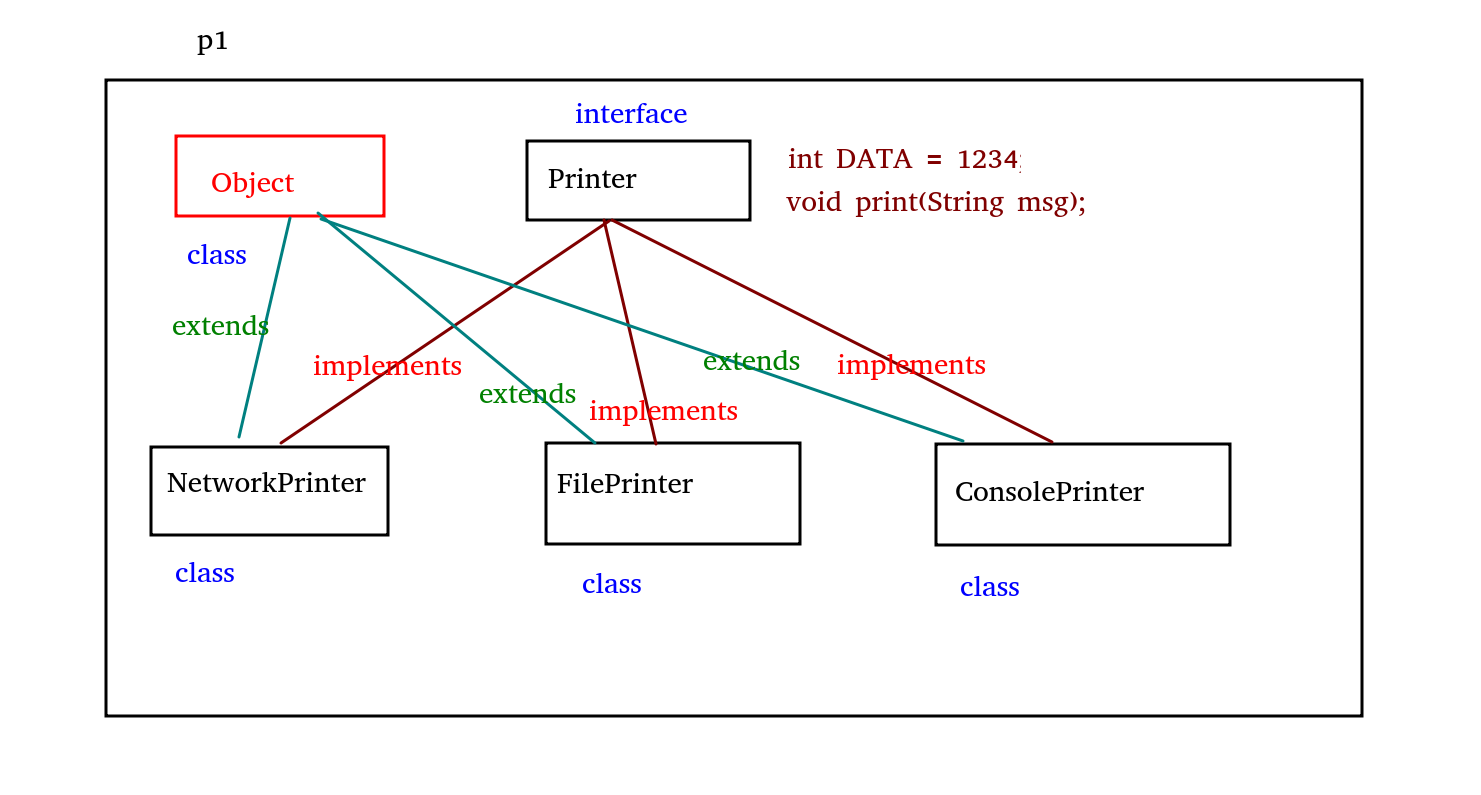 p1
interface
int DATA = 1234;
Object
Printer
void print(String msg);
class
extends
implements
extends
implements
extends
implements
NetworkPrinter
FilePrinter
ConsolePrinter
class
class
class